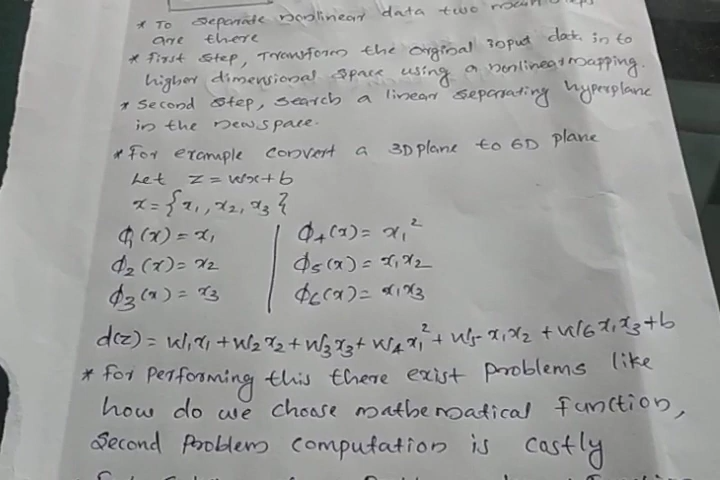 * To separate nonlinear data two main steps
are there
* first step, Transform the orginal input data in to
higher dimensional space using a nonlinear mapping.
* second step, search a linear separating hyperplane
in the new space.
* for example convert a 3D plane to 6D plane
Let z = wx+b
x = {x₁, x₂, x₃}
ϕ₁(x) = x₁ | ϕ₄(x) = x₁²
ϕ₂(x) = x₂ | ϕ₅(x) = x₁x₂
ϕ₃(x) = x₃ | ϕ₆(x) = x₁x₃
d(z) = w₁x₁ + w₂x₂ + w₃x₃ + w₄x₁² + w₅x₁x₂ + w₆x₁x₃+b
* for performing this there exist problems like
how do we choose mathematical function,
second problem computation is costly